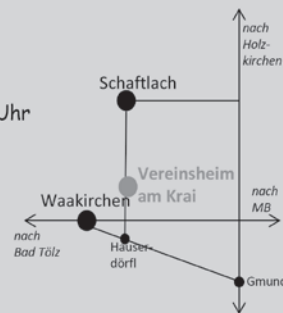 nach
Holz-
kirchen
Schaftlach
Uhr
Vereinsheim
am Krai
Waakirchen
nach
MB
nach
Bad Tölz
Hauser-
dörfl
Gmund